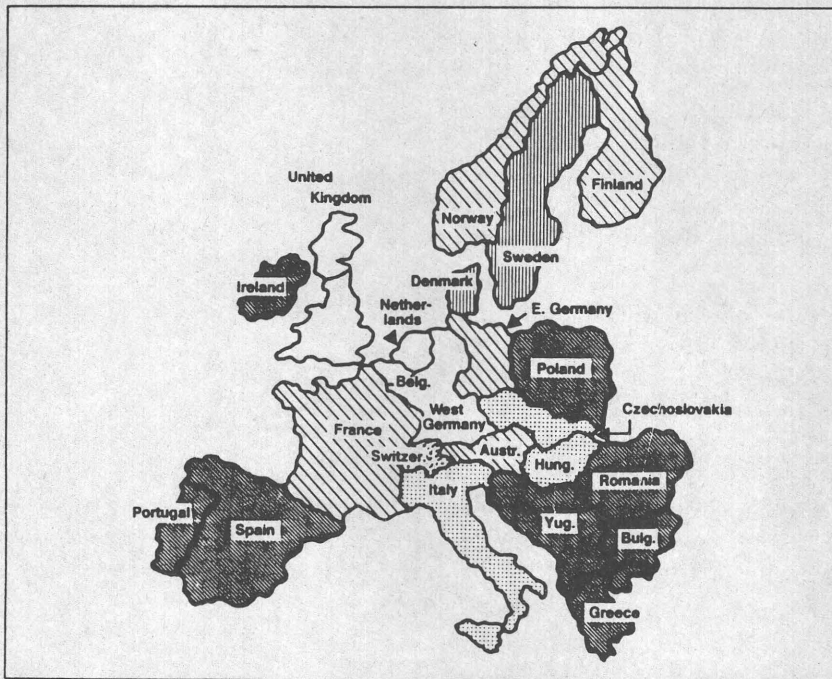 United
Kingdom
Finland
Norway
Sweden
Ireland
Denmark
Nether-
lands
E. Germany
Belg.
Poland
West
Germany
Czechoslovakia
France
Switzer.
Austr.
Hung.
Italy
Romania
Portugal
Spain
Yug.
Bulg.
Greece